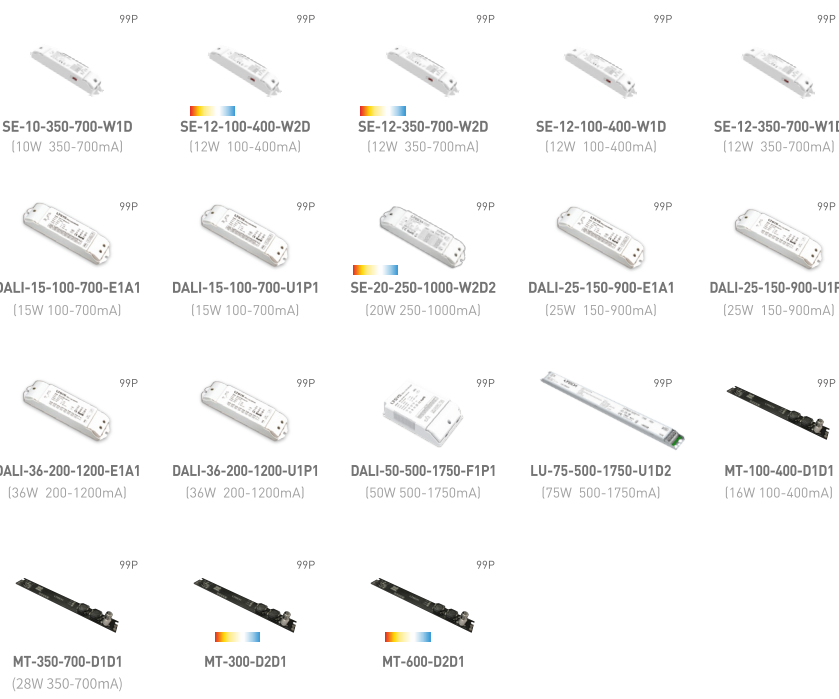 99P 99P 99P 99P 99P
SE-10-350-700-W1D SE-12-100-400-W2D SE-12-350-700-W2D SE-12-100-400-W1D SE-12-350-700-W1D
(10W 350-700mA) (12W 100-400mA) (12W 350-700mA) (12W 100-400mA) (12W 350-700mA)
99P 99P 99P 99P 99P
DALI-15-100-700-E1A1 DALI-15-100-700-U1P1 SE-20-250-1000-W2D2 DALI-25-150-900-E1A1 DALI-25-150-900-U1P
(15W 100-700mA) (15W 100-700mA) (20W 250-1000mA) (25W 150-900mA) (25W 150-900mA)
99P 99P 99P 99P 99P
DALI-36-200-1200-E1A1 DALI-36-200-1200-U1P1 DALI-50-500-1750-F1P1 LU-75-500-1750-U1D2 MT-100-400-D1D1
(36W 200-1200mA) (36W 200-1200mA) (50W 500-1750mA) (75W 500-1750mA) (16W 100-400mA)
99P 99P 99P
MT-350-700-D1D1 MT-300-D2D1 MT-600-D2D1
(28W 350-700mA)